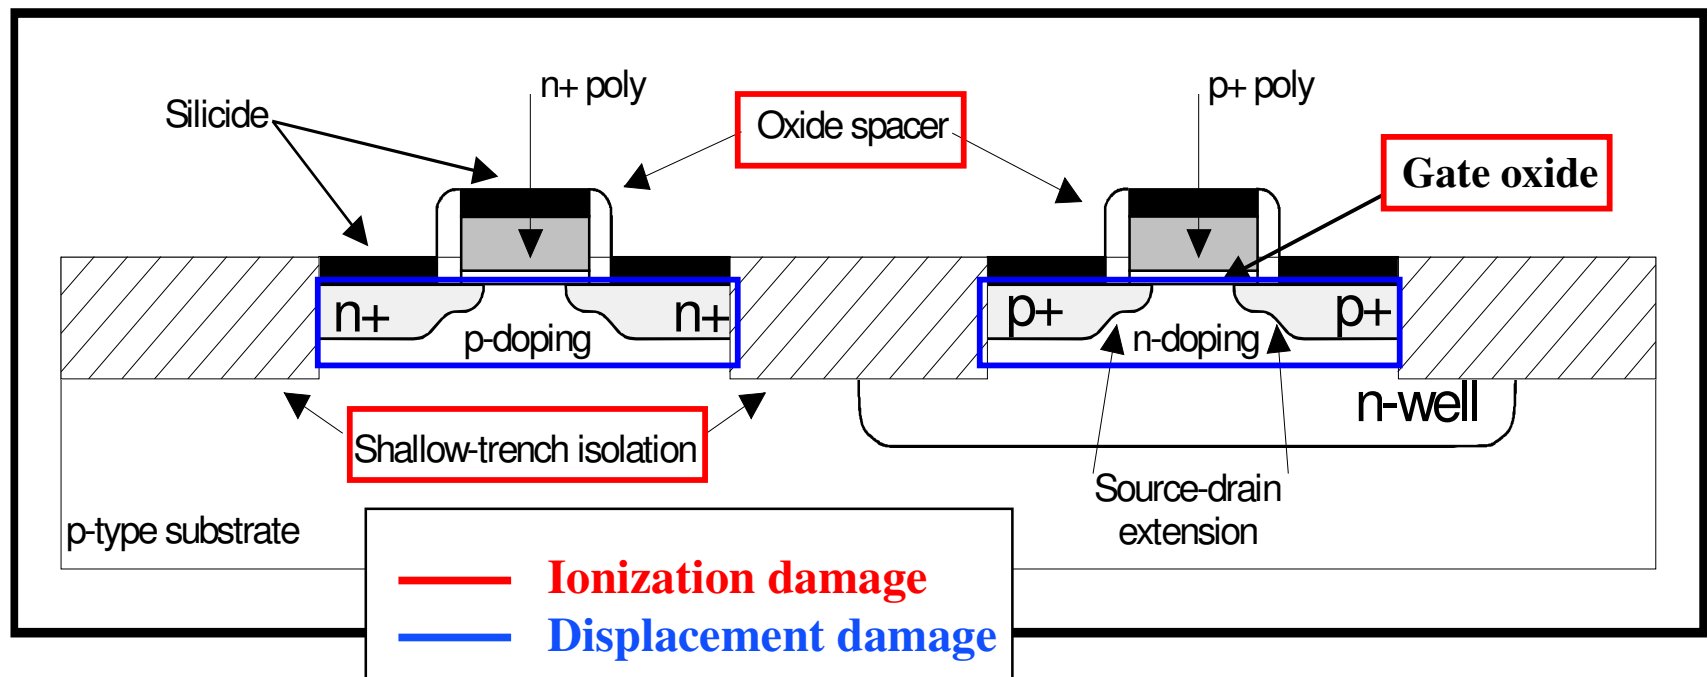 n+ poly
p+ poly
Silicide
Oxide spacer
Gate oxide
n+
n+
p+
p+
p-doping
n-doping
n-well
Shallow-trench isolation
Source-drain
extension
p-type substrate
Ionization damage
Displacement damage